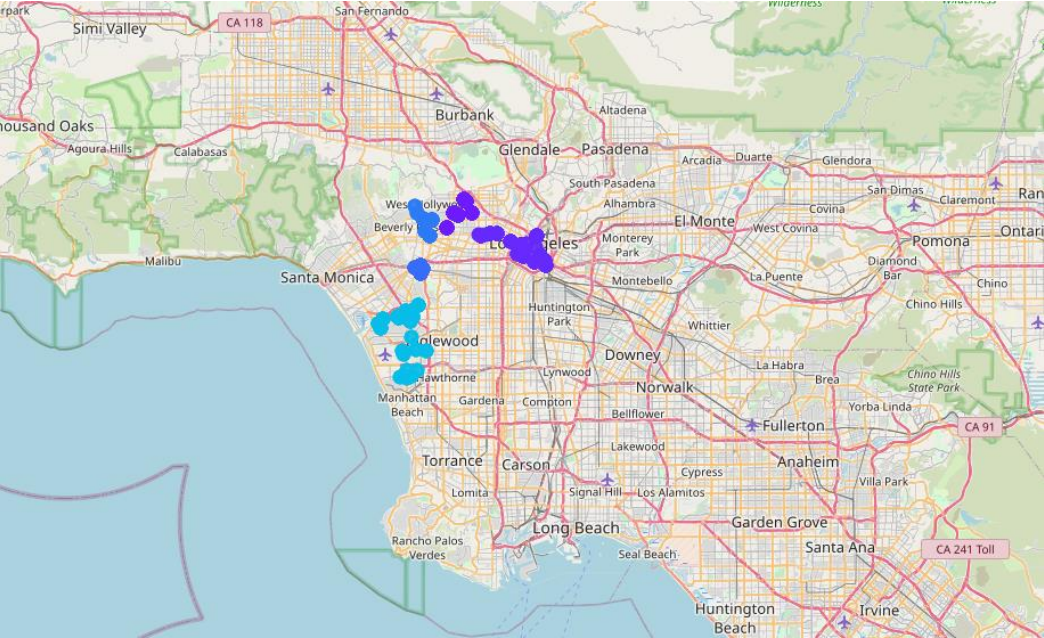 Wilderness
Wilderness
rpark
San Fernando
CA 118
Simi Valley
Altadena
Burbank
housand Oaks
Glendale
Pasadena
Agoura Hills
Calabasas
Arcadia
Duarte
Glendora
South Pasadena
San Dimas
Ran
West Hollyw
Alhambra
Claremont
Covina
El Monte
Beverly
West Covina
Ontari
Los
eles
Monterey
Park
Pomona
Malibu
Diamond
Bar
Santa Monica
Montebello
La Puente
Chino
Huntington
Park
Chino Hills
Whittier
glewood
Downey
La Habra
Lynwood
Chino Hills
State Park
Brea
Hawthorne
Norwalk
Manhattan
Beach
Gardena
Compton
Yorba Linda
Bellflower
Fullerton
CA 91
Lakewood
Torrance
Carson
Anaheim
Cypress
Villa Park
Lomita
Signal Hill
Los Alamitos
Garden Grove
Long Beach
Rancho Palos
Verdes
Santa Ana
CA 241 Toll
Seal Beach
Huntington
Beach
Irvine